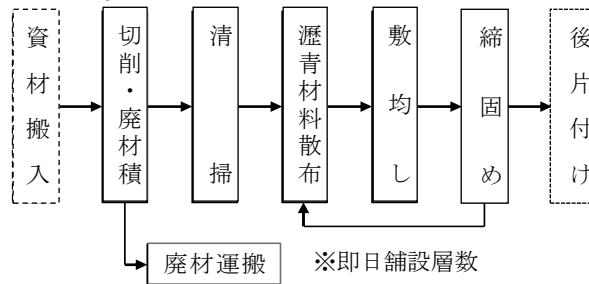 資材搬入
切削・廃材積
清掃
瀝青材料散布
敷均し
締固め
後片付け
廃材運搬
※即日舗設層数